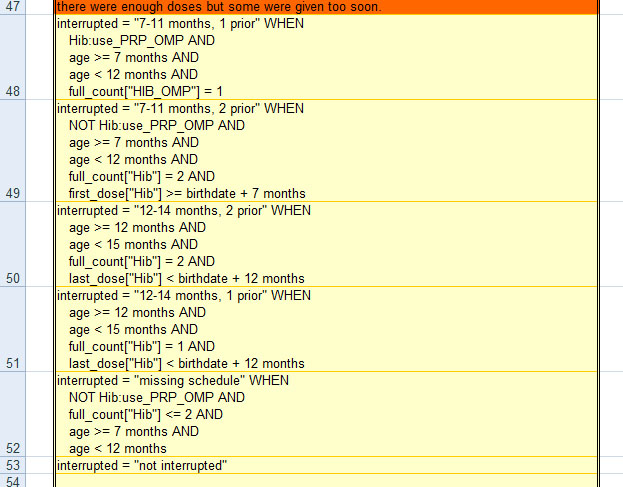 47 there were enough doses but some were given too soon.
interrupted = "7-11 months, 1 prior" WHEN
Hib:use_PRP_OMP AND
age >= 7 months AND
age < 12 months AND
48 full_count["HIB_OMP"] = 1
interrupted = "7-11 months, 2 prior" WHEN
NOT Hib:use_PRP_OMP AND
age >= 7 months AND
age < 12 months AND
full_count["Hib"] = 2 AND
49 first_dose["Hib"] >= birthdate + 7 months
interrupted = "12-14 months, 2 prior" WHEN
age >= 12 months AND
age < 15 months AND
full_count["Hib"] = 2 AND
50 last_dose["Hib"] < birthdate + 12 months
interrupted = "12-14 months, 1 prior" WHEN
age >= 12 months AND
age < 15 months AND
full_count["Hib"] = 1 AND
51 last_dose["Hib"] < birthdate + 12 months
interrupted = "missing schedule" WHEN
NOT Hib:use_PRP_OMP AND
full_count["Hib"] <= 2 AND
age >= 7 months AND
52 age < 12 months
53 interrupted = "not interrupted"
54